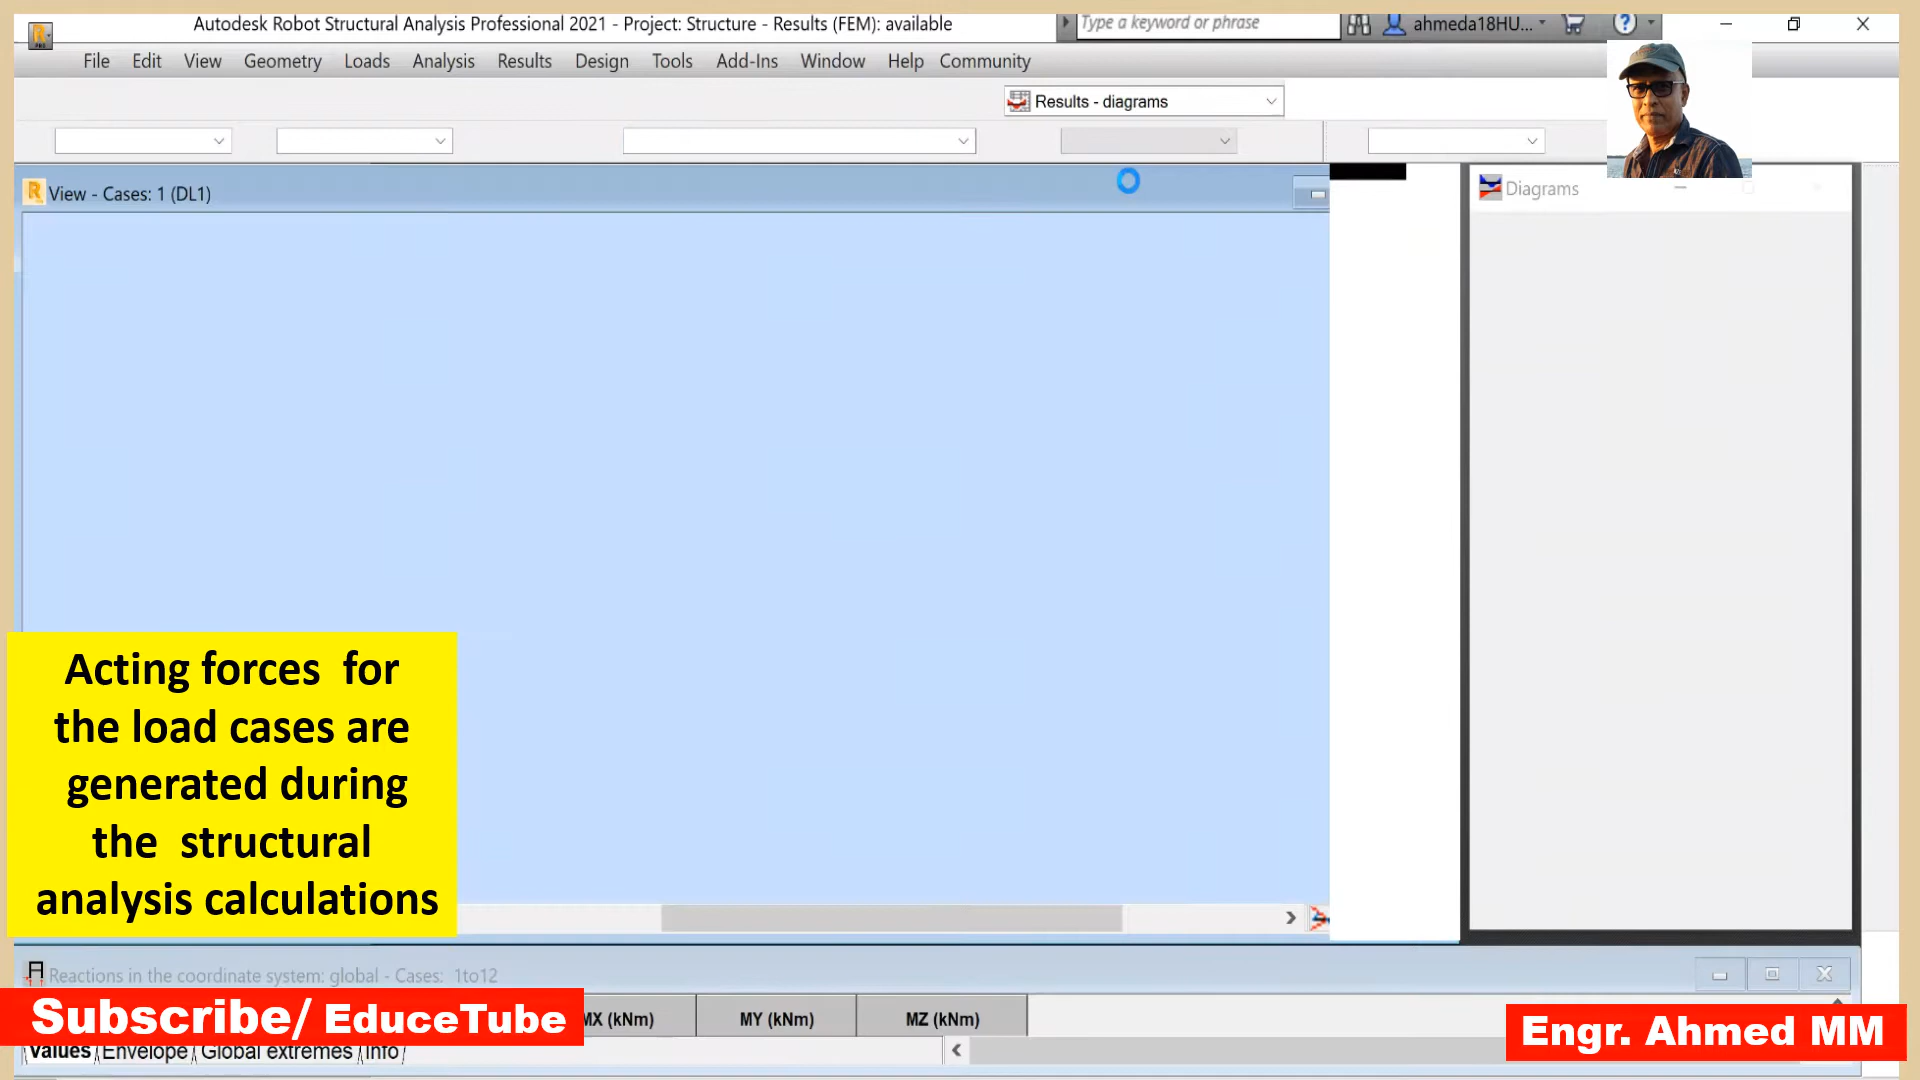 Autodesk Robot Structural Analysis Professional 2021 - Project: Structure - Results (FEM): available
Type a keyword or phrase
ahmeda18HU...
File Edit View Geometry Loads Analysis Results Design Tools Add-Ins Window Help Community
Results - diagrams
View - Cases: 1 (DL1)
Diagrams
Acting forces for
the load cases are
generated during
the structural
analysis calculations
Reactions in the coordinate system: global - Cases: 1to12
Subscribe/ EduceTube
MX (kNm) MY (kNm) MZ (kNm)
Engr. Ahmed MM
Values Envelope Global extremes Info